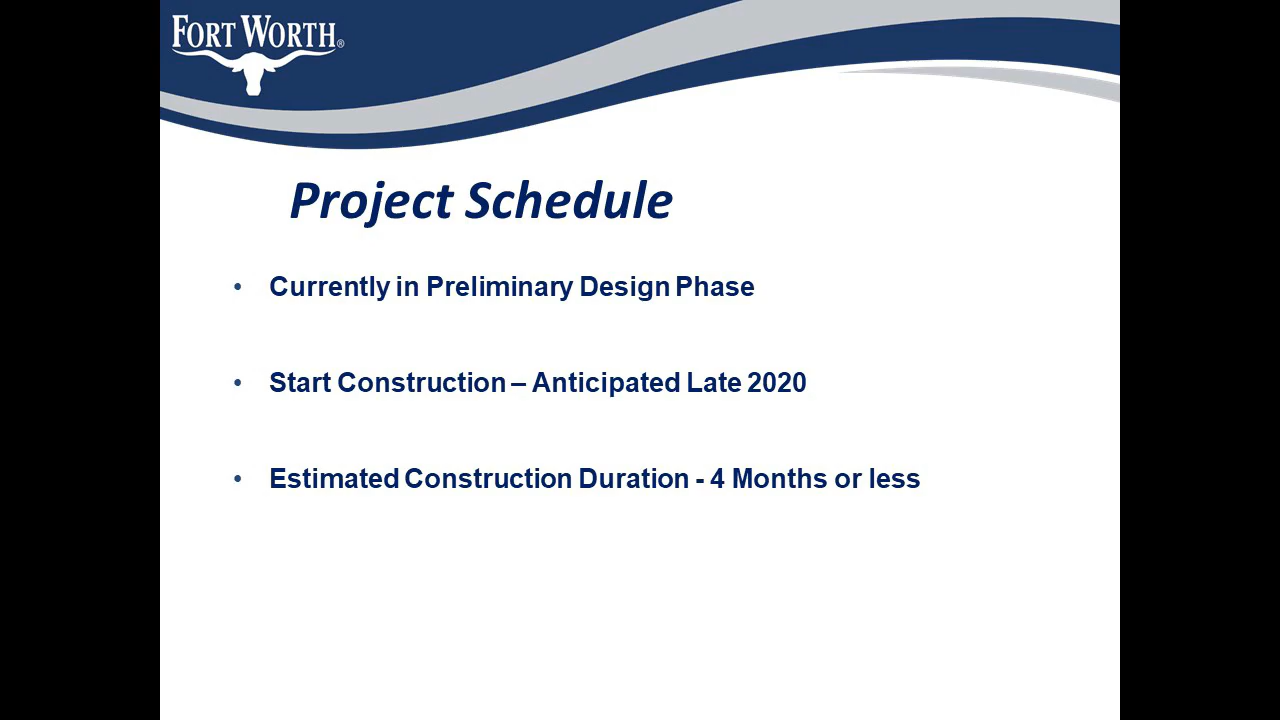 FORT WORTH®
Project Schedule
• Currently in Preliminary Design Phase
• Start Construction – Anticipated Late 2020
• Estimated Construction Duration - 4 Months or less